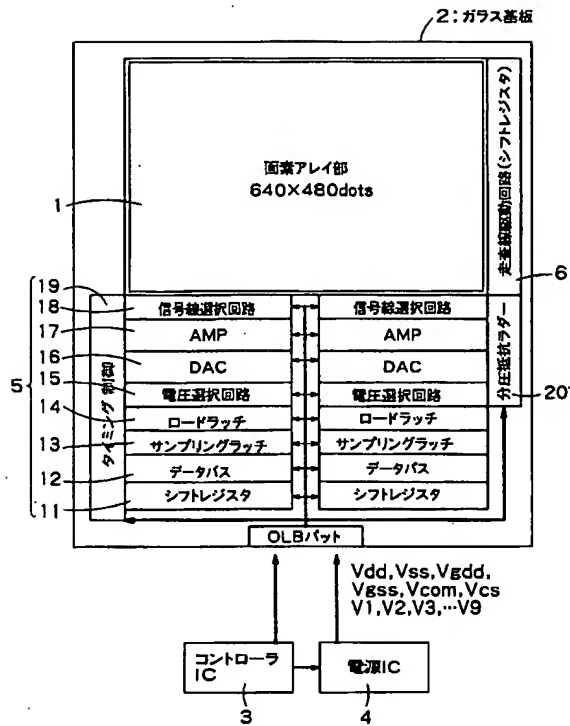 2:ガラス基板
画素アレイ部
640×480dots
1
走査線駆動回路(シフトレジスタ)
6
5
19
18
17
16
15
14
13
12
11
タイミング制御
信号線選択回路
AMP
DAC
電圧選択回路
ロードラッチ
サンプリングラッチ
データバス
シフトレジスタ
信号線選択回路
AMP
DAC
電圧選択回路
ロードラッチ
サンプリングラッチ
データバス
シフトレジスタ
分圧抵抗ラダー
20
OLBパット
Vdd,Vss,Vgdd,
Vgss,Vcom,Vcs
V1,V2,V3,…V9
コントローラ
IC
3
電源IC
4